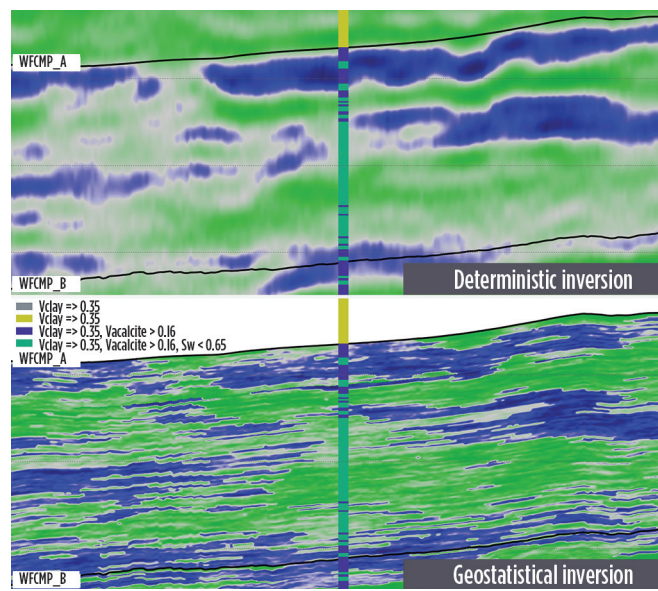 WFCMP_A
WFCMP_B
Deterministic inversion
Vclay => 0.35
Vclay => 0.35
Vclay => 0.35, Vacalcite > 0.16
Vclay => 0.35, Vacalcite > 0.16, Sw < 0.65
WFCMP_A
WFCMP_B
Geostatistical inversion